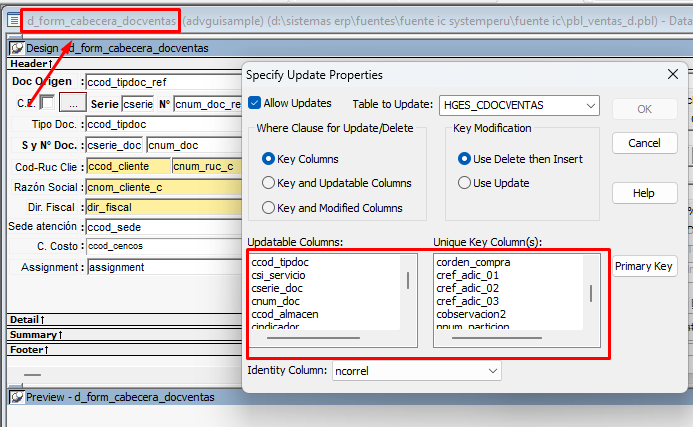 d_form_cabecera_docventas (advguisample) (d:\sistemas erp\fuentes\fuente ic systemperu\fuente ic\pbl_ventas_d.pbl) - Data
Design - d_form_cabecera_docventas
Header↑
Doc Origen : ccod_tipdoc_ref
C.E. ... Serie cserie Nº cnum_doc_re
Tipo Doc. : ccod_tipdoc
S y Nº Doc. : cserie_doc cnum_doc
Cod-Ruc Clie : ccod_cliente cnum_ruc_c
Razón Social : cnom_cliente_c
Dir. Fiscal : dir_fiscal
Sede atención : ccod_sede
C. Costo : ccod_cencos
Assignment : assignment
Detail↑
Summary↑
Footer↑
Preview - d_form_cabecera_docventas
Specify Update Properties
Allow Updates Table to Update: HGES_CDOCVENTAS
OK
Where Clause for Update/Delete
Key Columns
Key and Updatable Columns
Key and Modified Columns
Key Modification
Use Delete then Insert
Use Update
Cancel
Help
Updatable Columns:
ccod_tipdoc
csi_servicio
cserie_doc
cnum_doc
ccod_almacen
cindicador
Unique Key Column(s):
corden_compra
cref_adic_01
cref_adic_02
cref_adic_03
cobservacion2
nnum_particion
Primary Key
Identity Column: ncorrel